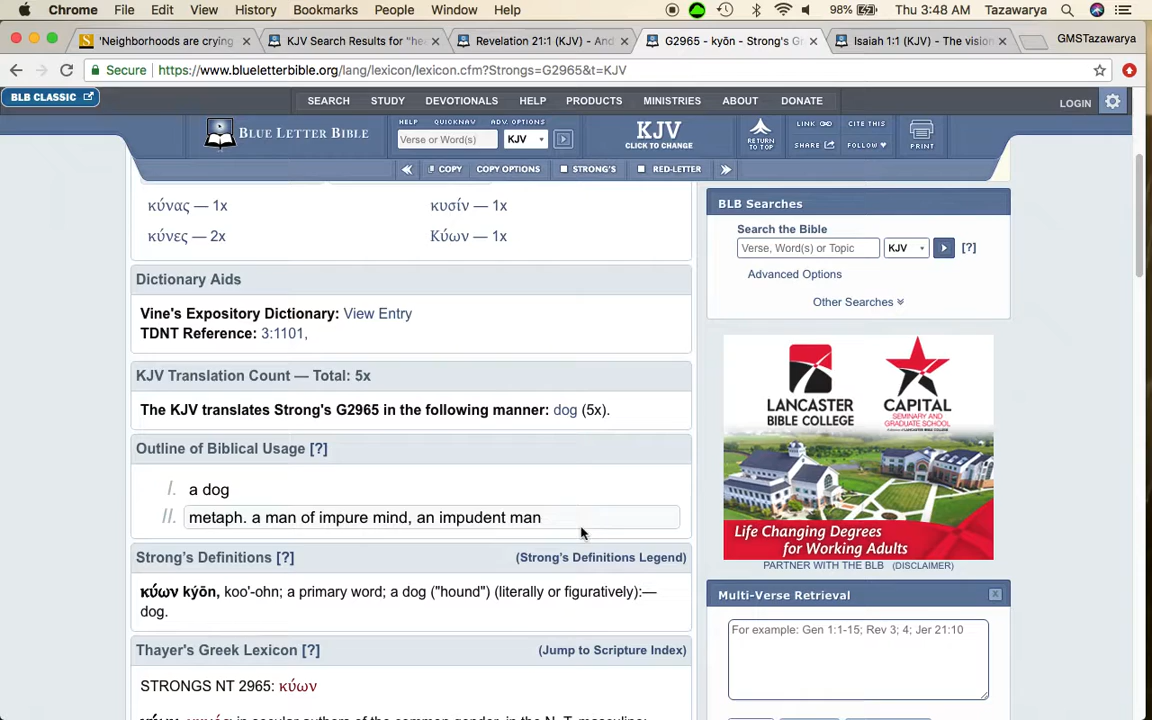 Chrome File Edit View History Bookmarks People Window Help 98% Thu 3:48 AM Tazawarya
'Neighborhoods are crying KJV Search Results for "he Revelation 21:1 (KJV) - And G2965 - kyōn - Strong's Gr Isaiah 1:1 (KJV) - The vision GMSTazawarya
Secure https://www.blueletterbible.org/lang/lexicon/lexicon.cfm?Strongs=G2965&t=KJV
BLB CLASSIC SEARCH STUDY DEVOTIONALS HELP PRODUCTS MINISTRIES ABOUT DONATE LOGIN
HELP QUICKNAV ADV. OPTIONS
BLUE LETTER BIBLE Verse or Word(s) KJV
KJV
CLICK TO CHANGE
RETURN
TO TOP
LINK CITE THIS
SHARE FOLLOW PRINT
COPY COPY OPTIONS STRONG'S RED-LETTER
κύνας — 1x κυσίν — 1x
κύνες — 2x Κύων — 1x
Dictionary Aids
Vine's Expository Dictionary: View Entry
TDNT Reference: 3:1101,
KJV Translation Count — Total: 5x
The KJV translates Strong's G2965 in the following manner: dog (5x).
Outline of Biblical Usage [?]
I. a dog
II. metaph. a man of impure mind, an impudent man
Strong's Definitions [?] (Strong's Definitions Legend)
κύων kýōn, koo'-ohn; a primary word; a dog ("hound") (literally or figuratively):—
dog.
Thayer's Greek Lexicon [?] (Jump to Scripture Index)
STRONGS NT 2965: κύων
BLB Searches
Search the Bible
Verse, Word(s) or Topic KJV [?]
Advanced Options
Other Searches
LANCASTER
BIBLE COLLEGE
CAPITAL
SEMINARY AND GRADUATE SCHOOL
Life Changing Degrees
for Working Adults
PARTNER WITH THE BLB (DISCLAIMER)
Multi-Verse Retrieval x
For example: Gen 1:1-15; Rev 3; 4; Jer 21:10